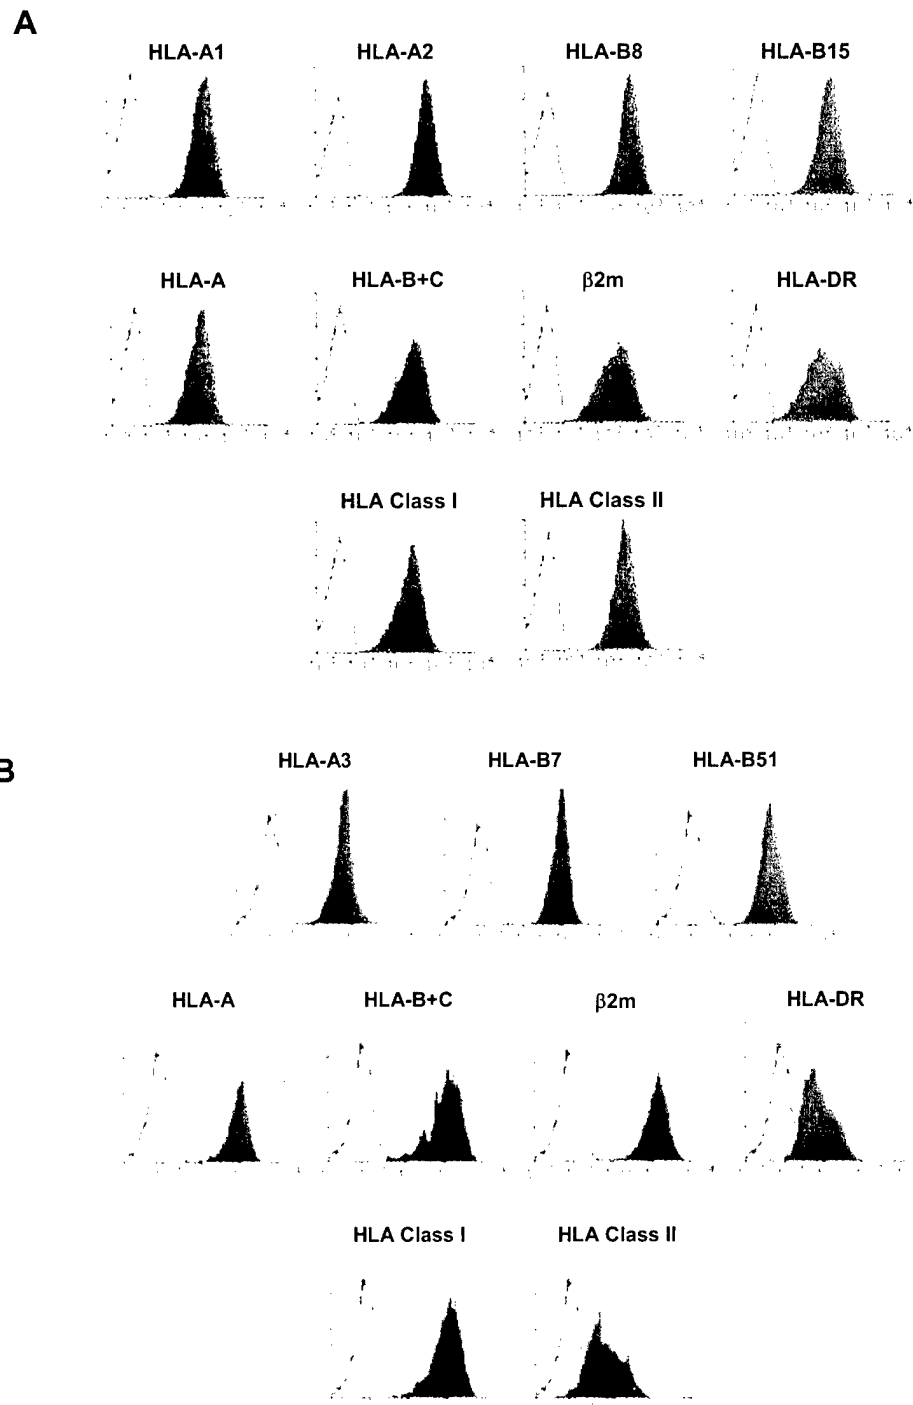 A
HLA-A1 HLA-A2 HLA-B8 HLA-B15
HLA-A HLA-B+C β2m HLA-DR
HLA Class I HLA Class II
B
HLA-A3 HLA-B7 HLA-B51
HLA-A HLA-B+C β2m HLA-DR
HLA Class I HLA Class II